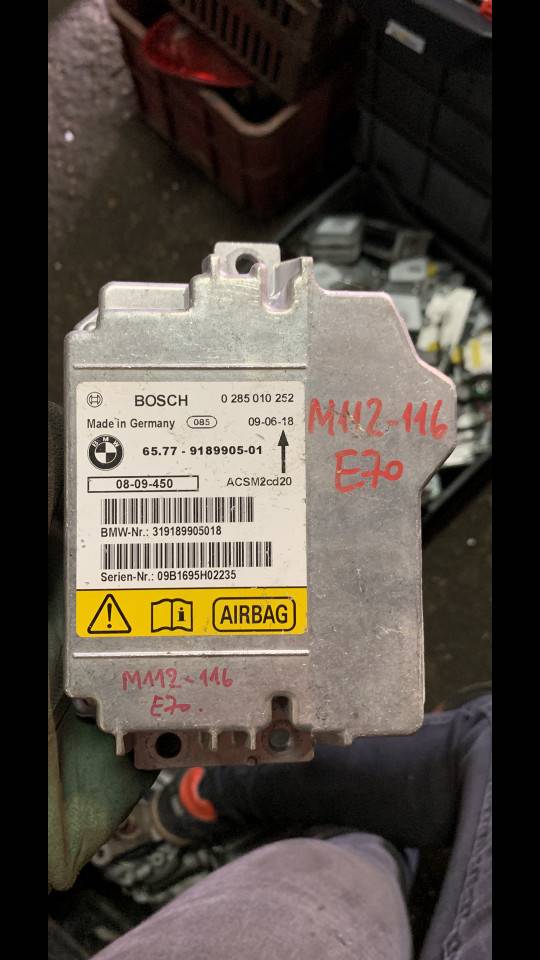 BOSCH 0 285 010 252
Made in Germany 085 09-06-18
BMW 65.77 - 9189905-01
08-09-450 ACSM2cd20
BMW-Nr.: 319189905018
Serien-Nr.: 09B1695H02235
AIRBAG
M112-116
E70
M112-116
E70.